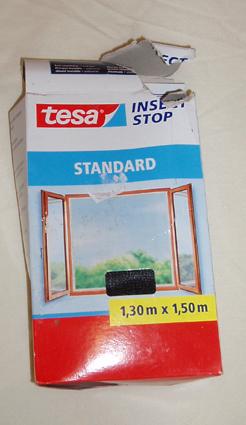 tesa
INSECT
STOP
STANDARD
1,30 m x 1,50 m